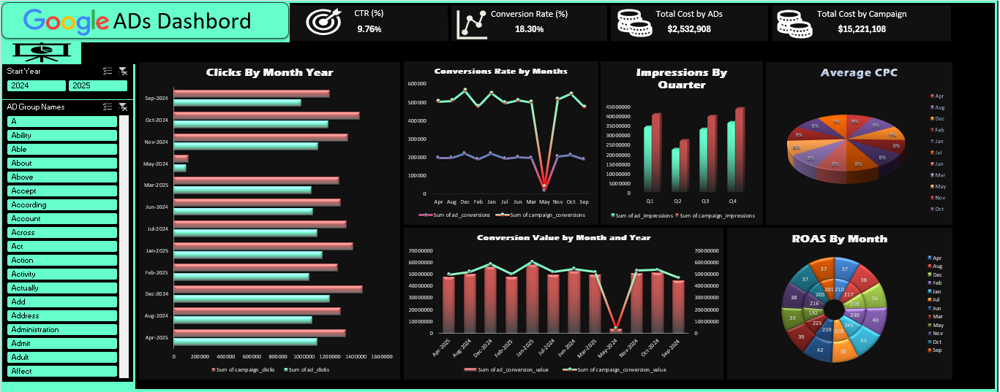 Google ADs Dashbord
CTR (%)
9.76%
Conversion Rate (%)
18.30%
Total Cost by ADs
$2,532,908
Total Cost by Campaign
$15,221,108
Start Year
2024
2025
AD Group Names
A
Ability
Able
About
Above
Accept
According
Account
Across
Act
Action
Activity
Actually
Add
Address
Administration
Admit
Adult
Affect
Clicks By Month Year
Sep-2024
Oct-2024
Nov-2024
May-2024
Mar-2025
Jun-2024
Jul-2024
Jan-2025
Feb-2025
Dec-2024
Aug-2024
Apr-2025
0 200000 400000 600000 800000 1000000 1200000 1400000 1600000
Sum of campaign_clicks Sum of ad_clicks
Conversions Rate by Months
600000
500000
400000
300000
200000
100000
0
Apr Aug Dec Feb Jan Jul Jun Mar May Nov Oct Sep
Sum of ad_conversions Sum of campaign_conversions
Impressions By
Quarter
45000000
40000000
35000000
30000000
25000000
20000000
15000000
10000000
5000000
0
Q1 Q2 Q3 Q4
Sum of ad_impressions Sum of campaign_impressions
Average CPC
9% 8% 9% 9% 8% 8% 8% 8% 8% 8% 9% 8%
Apr
Aug
Dec
Feb
Jan
Jul
Jun
Mar
May
Nov
Oct
Conversion Value by Month and Year
70000000 70000000
60000000 60000000
50000000 50000000
40000000 40000000
30000000 30000000
20000000 20000000
10000000 10000000
0 0
Apr-2025 Aug-2024 Dec-2024 Feb-2025 Jan-2025 Jul-2024 Jun-2024 Mar-2025 May-2024 Nov-2024 Oct-2024 Sep-2024
Sum of ad_conversion_value Sum of campaign_conversion_value
ROAS By Month
37 38 36 40 43 38 42 39 33 38 37 37
210 217 219 230 245 218 259 225 192 216 205 201
Apr
Aug
Dec
Feb
Jan
Jul
Jun
Mar
May
Nov
Oct
Sep